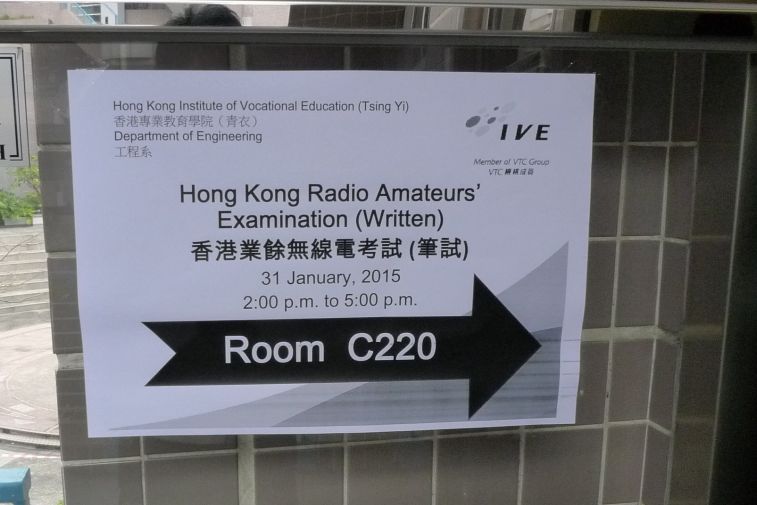 Hong Kong Institute of Vocational Education (Tsing Yi)
香港專業教育學院（青衣）
Department of Engineering
工程系
IVE
Member of VTC Group
VTC 機構成員
Hong Kong Radio Amateurs’
Examination (Written)
香港業餘無線電考試 (筆試)
31 January, 2015
2:00 p.m. to 5:00 p.m.
Room C220